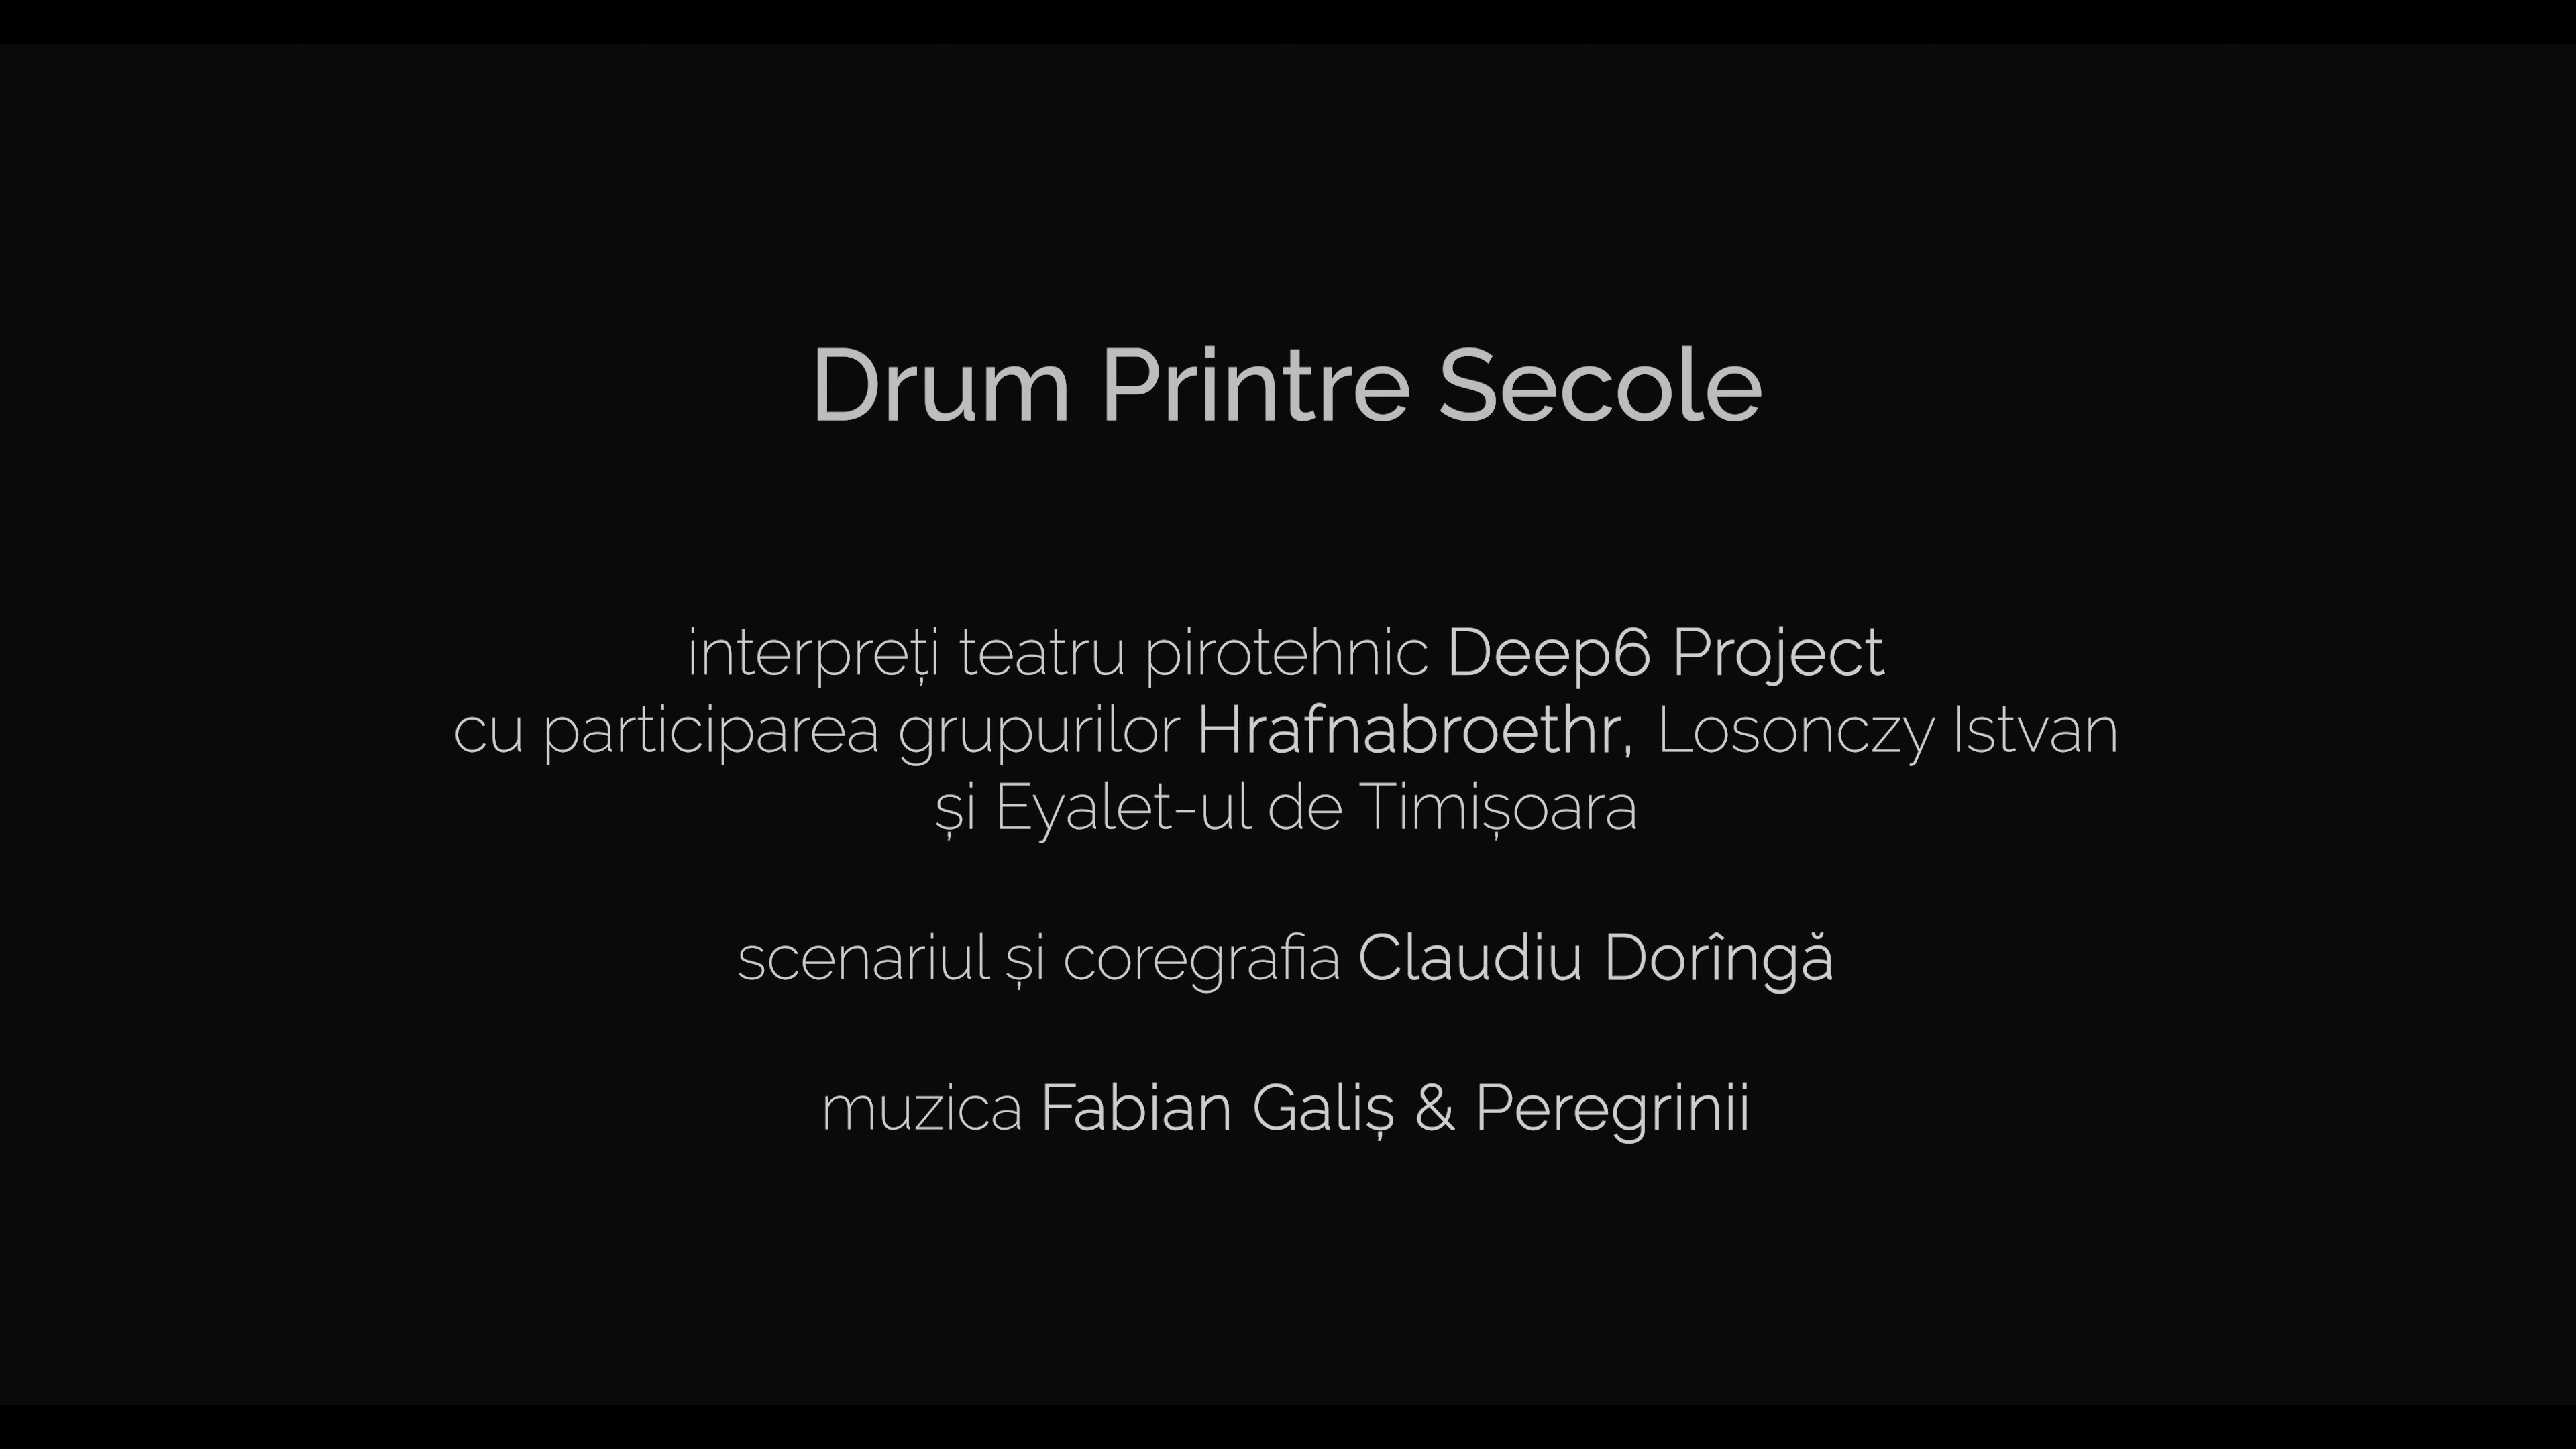 Drum Printre Secole
interpreți teatru pirotehnic Deep6 Project
cu participarea grupurilor Hrafnabroethr, Losonczy Istvan
și Eyalet-ul de Timișoara
scenariul și coregrafia Claudiu Dorîngă
muzica Fabian Galiș & Peregrinii